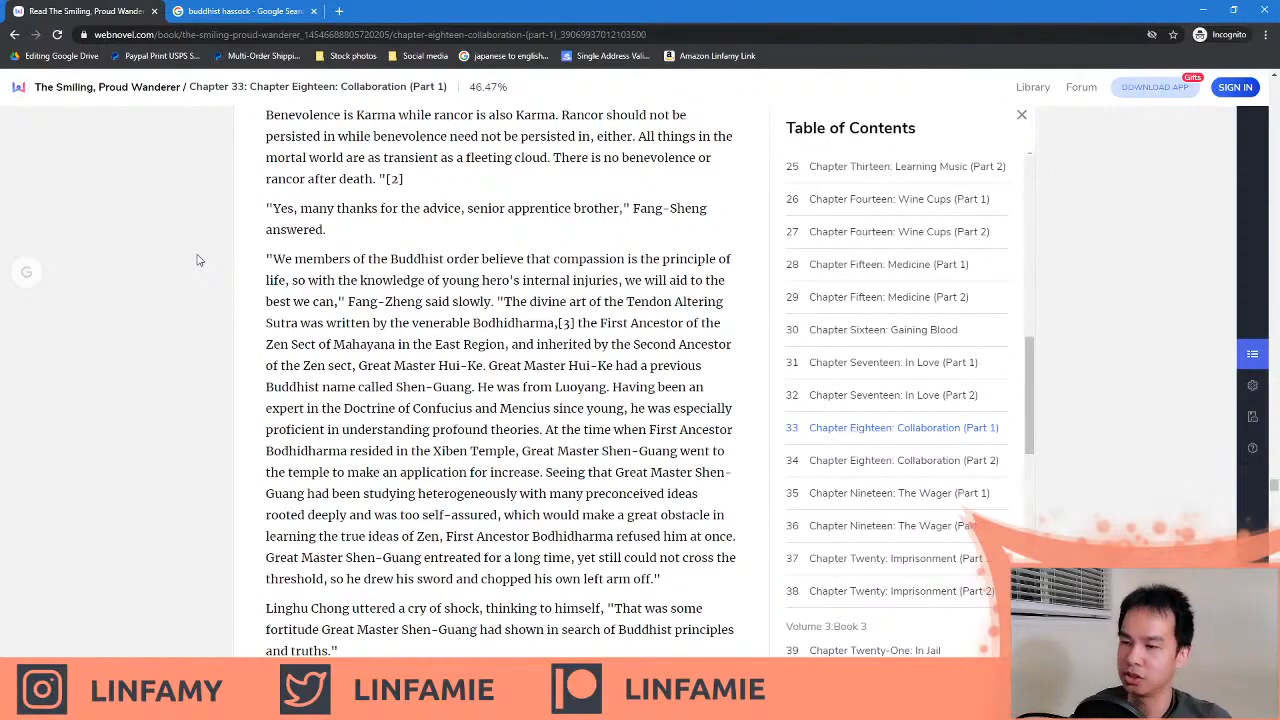 Read The Smiling, Proud Wande
buddhist hassock - Google Sear
webnovel.com/book/the-smiling-proud-wanderer_14546688805720205/chapter-eighteen-collaboration-(part-1)_39069937012103500
Incognito
Editing Google Drive
Paypal Print USPS S...
Multi-Order Shippi...
Stock photos
Social media
japanese to english...
Single Address Vali...
Amazon Linfamy Link
The Smiling, Proud Wanderer / Chapter 33: Chapter Eighteen: Collaboration (Part 1)
46.47%
Library
Forum
DOWNLOAD APP
Gifts
SIGN IN
Benevolence is Karma while rancor is also Karma. Rancor should not be
persisted in while benevolence need not be persisted in, either. All things in the
mortal world are as transient as a fleeting cloud. There is no benevolence or
rancor after death. "[2]
"Yes, many thanks for the advice, senior apprentice brother," Fang-Sheng
answered.
"We members of the Buddhist order believe that compassion is the principle of
life, so with the knowledge of young hero's internal injuries, we will aid to the
best we can," Fang-Zheng said slowly. "The divine art of the Tendon Altering
Sutra was written by the venerable Bodhidharma,[3] the First Ancestor of the
Zen Sect of Mahayana in the East Region, and inherited by the Second Ancestor
of the Zen sect, Great Master Hui-Ke. Great Master Hui-Ke had a previous
Buddhist name called Shen-Guang. He was from Luoyang. Having been an
expert in the Doctrine of Confucius and Mencius since young, he was especially
proficient in understanding profound theories. At the time when First Ancestor
Bodhidharma resided in the Xiben Temple, Great Master Shen-Guang went to
the temple to make an application for increase. Seeing that Great Master Shen-
Guang had been studying heterogeneously with many preconceived ideas
rooted deeply and was too self-assured, which would make a great obstacle in
learning the true ideas of Zen, First Ancestor Bodhidharma refused him at once.
Great Master Shen-Guang entreated for a long time, yet still could not cross the
threshold, so he drew his sword and chopped his own left arm off."
Linghu Chong uttered a cry of shock, thinking to himself, "That was some
fortitude Great Master Shen-Guang had shown in search of Buddhist principles
and truths."
Table of Contents
25 Chapter Thirteen: Learning Music (Part 2)
26 Chapter Fourteen: Wine Cups (Part 1)
27 Chapter Fourteen: Wine Cups (Part 2)
28 Chapter Fifteen: Medicine (Part 1)
29 Chapter Fifteen: Medicine (Part 2)
30 Chapter Sixteen: Gaining Blood
31 Chapter Seventeen: In Love (Part 1)
32 Chapter Seventeen: In Love (Part 2)
33 Chapter Eighteen: Collaboration (Part 1)
34 Chapter Eighteen: Collaboration (Part 2)
35 Chapter Nineteen: The Wager (Part 1)
36 Chapter Nineteen: The Wager (Pa
37 Chapter Twenty: Imprisonment (Part
38 Chapter Twenty: Imprisonment (Part 2)
Volume 3:Book 3
39 Chapter Twenty-One: In Jail
LINFAMY
LINFAMIE
LINFAMIE